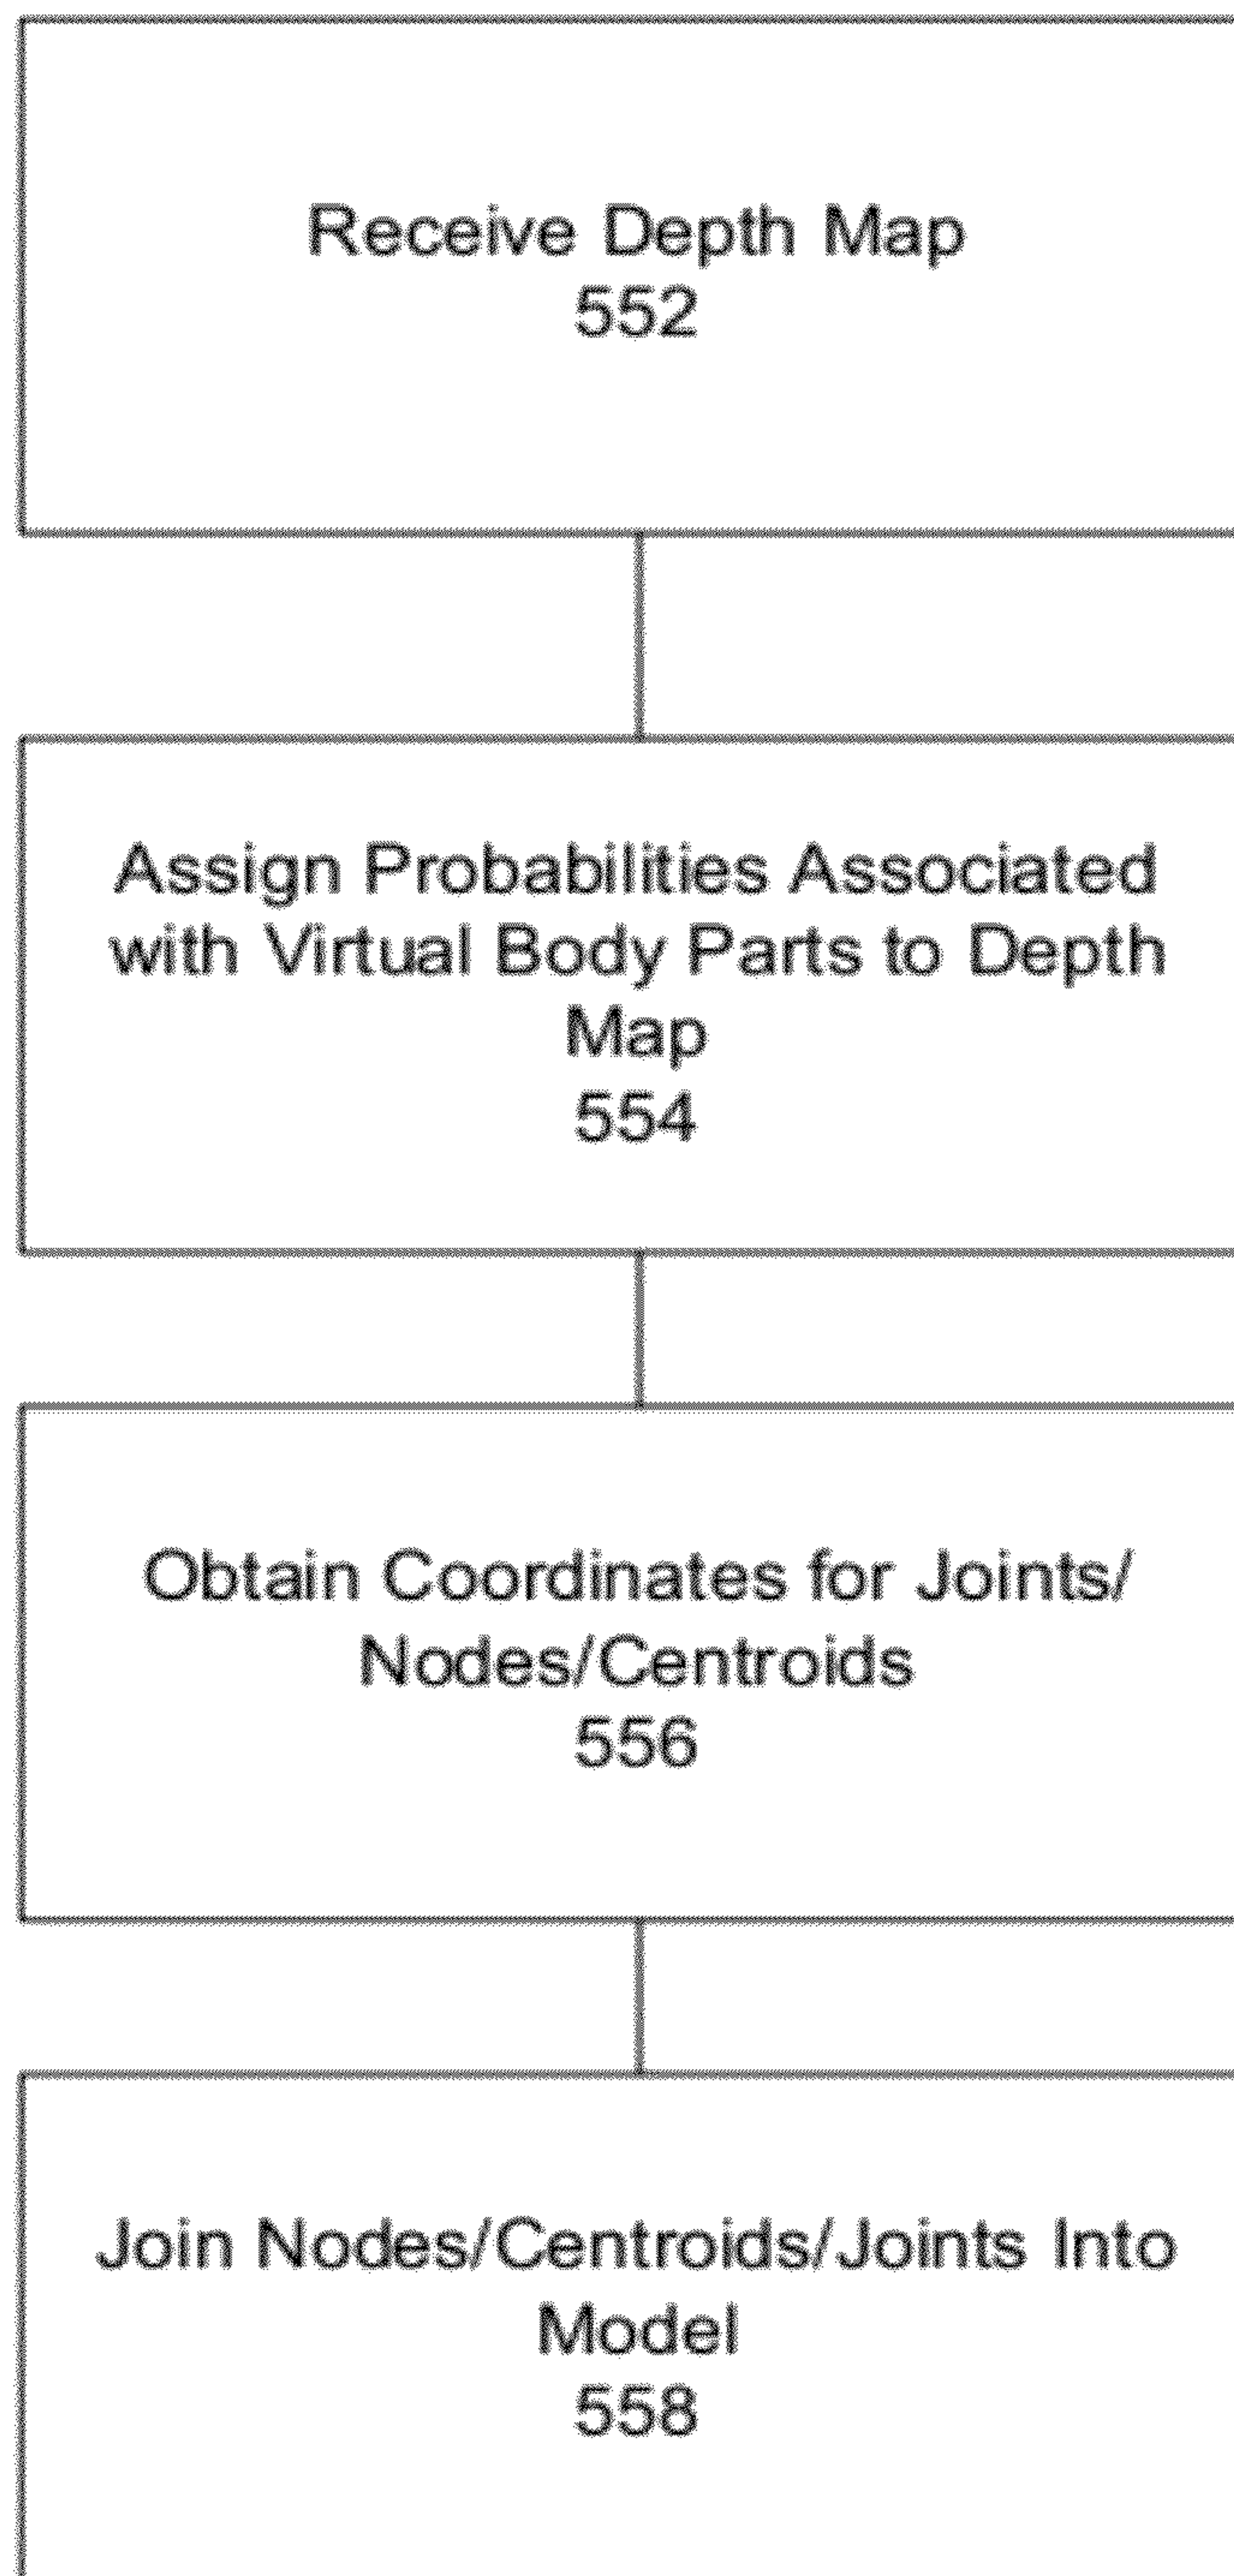 Receive Depth Map
552
Assign Probabilities Associated
with Virtual Body Parts to Depth
Map
554
Obtain Coordinates for Joints/
Nodes/Centroids
556
Join Nodes/Centroids/Joints Into
Model
558